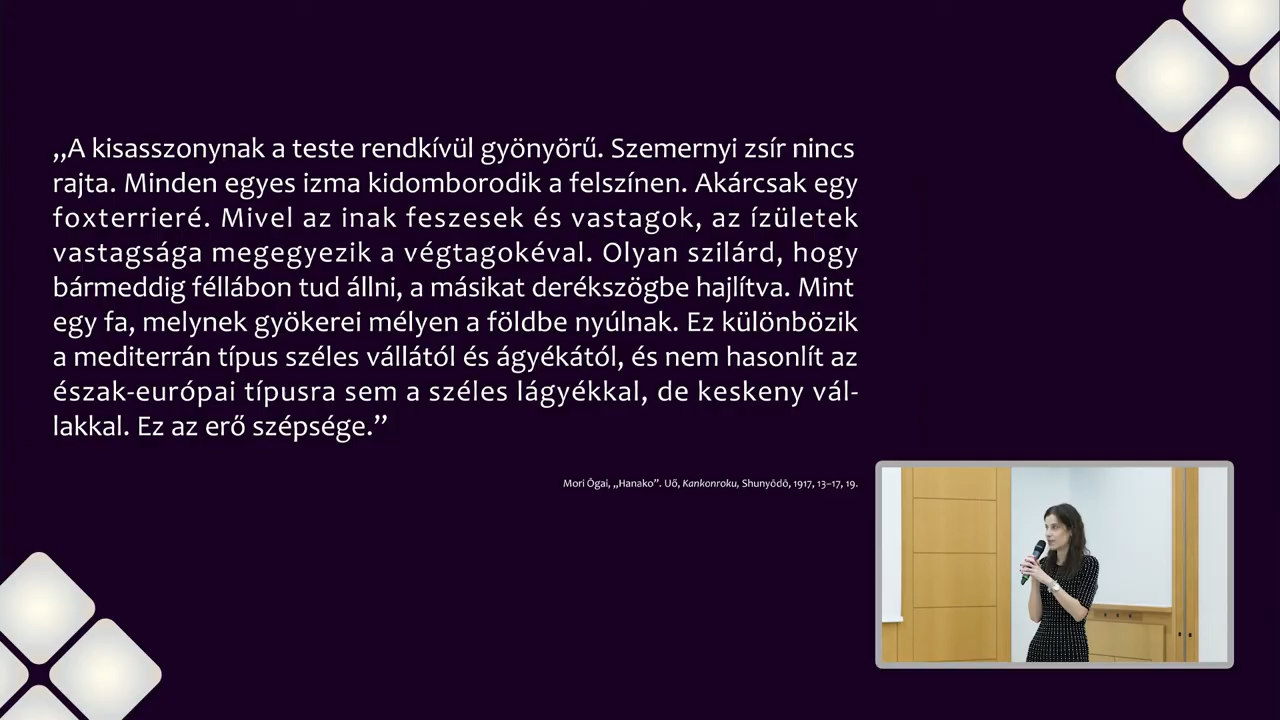 „A kisasszonynak a teste rendkívül gyönyörű. Szemernyi zsír nincs
rajta. Minden egyes izma kidomborodik a felszínen. Akárcsak egy
foxterrieré. Mivel az inak feszesek és vastagok, az ízületek
vastagsága megegyezik a végtagokéval. Olyan szilárd, hogy
bármeddig féllábon tud állni, a másikat derékszögbe hajlítva. Mint
egy fa, melynek gyökerei mélyen a földbe nyúlnak. Ez különbözik
a mediterrán típus széles vállától és ágyékától, és nem hasonlít az
észak-európai típusra sem a széles lágyékkal, de keskeny vál-
lakkal. Ez az erő szépsége.”
Mori Ōgai, „Hanako”. Uő, Kankonroku, Shunyōdō, 1917, 13–17, 19.